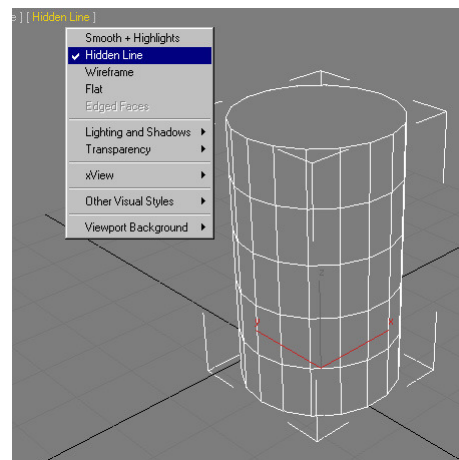 e ] [ Hidden Line ]
Smooth + Highlights
Hidden Line
Wireframe
Flat
Edged Faces
Lighting and Shadows
Transparency
xView
Other Visual Styles
Viewport Background
z
x